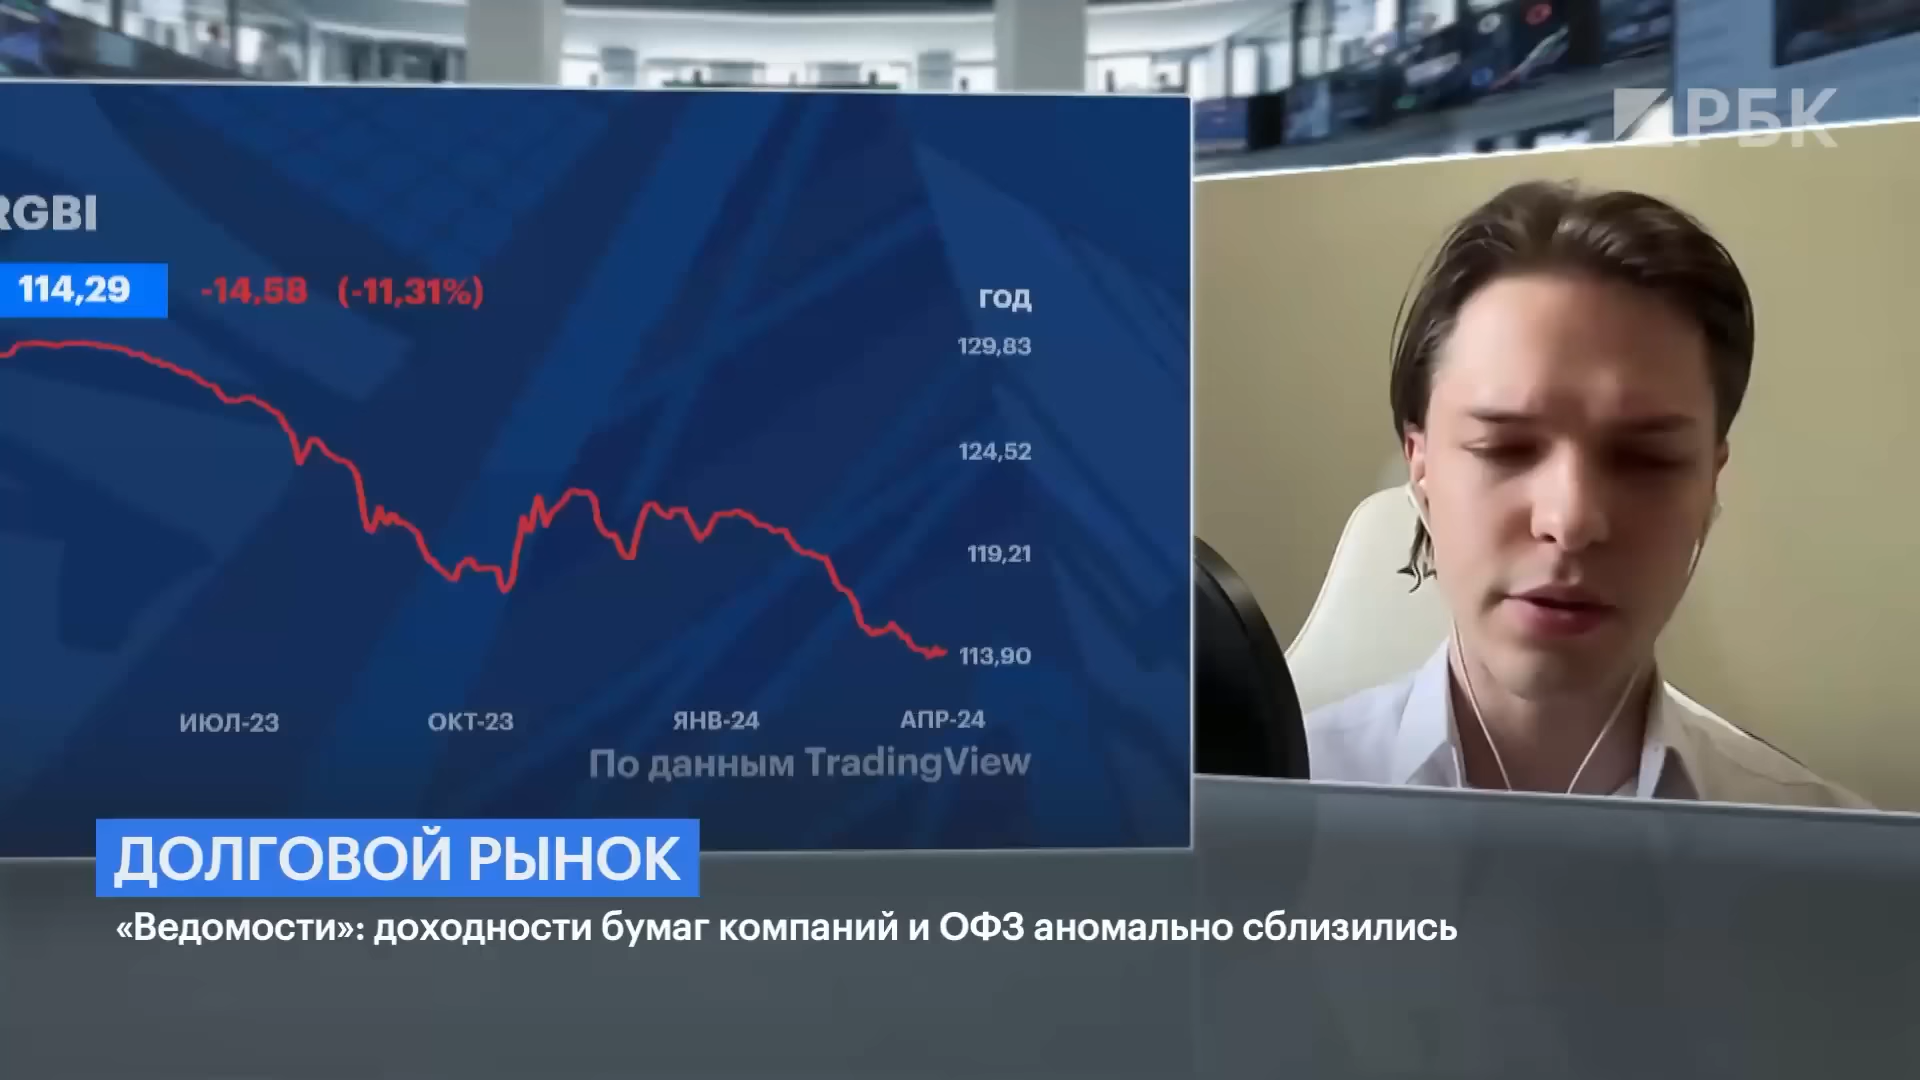 РБК
RGBI
114,29 -14,58 (-11,31%)
ГОД
129,83
124,52
119,21
113,90
ИЮЛ-23 ОКТ-23 ЯНВ-24 АПР-24
По данным TradingView
ДОЛГОВОЙ РЫНОК
«Ведомости»: доходности бумаг компаний и ОФЗ аномально сблизились